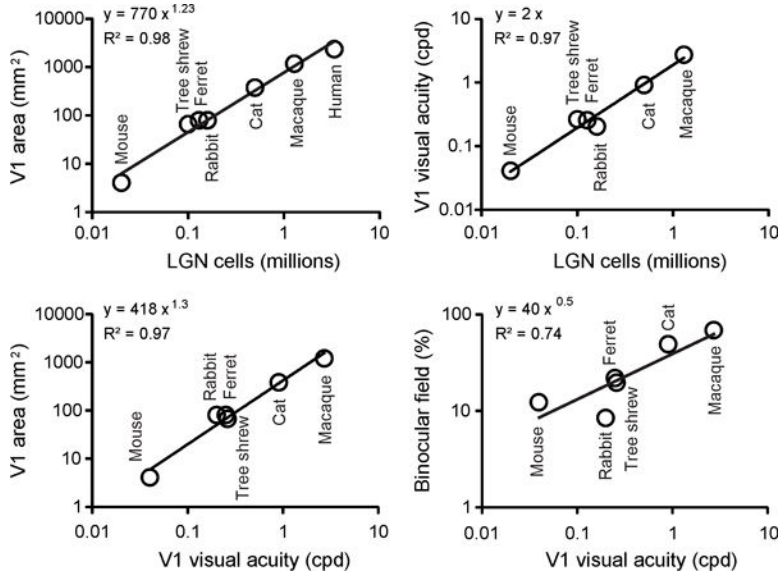 y = 770 x^1.23
R² = 0.98
10000
1000
100
10
1
V1 area (mm²)
Mouse
Tree shrew
Ferret
Rabbit
Cat
Macaque
Human
0.01 0.1 1 10
LGN cells (millions)
y = 2 x
R² = 0.97
10
1
0.1
0.01
V1 visual acuity (cpd)
Mouse
Tree shrew
Ferret
Rabbit
Cat
Macaque
0.01 0.1 1 10
LGN cells (millions)
y = 418 x^1.3
R² = 0.97
10000
1000
100
10
1
V1 area (mm²)
Mouse
Rabbit
Ferret
Tree shrew
Cat
Macaque
0.01 0.1 1 10
V1 visual acuity (cpd)
y = 40 x^0.5
R² = 0.74
100
10
1
Binocular field (%)
Mouse
Rabbit
Ferret
Tree shrew
Cat
Macaque
0.01 0.1 1 10
V1 visual acuity (cpd)